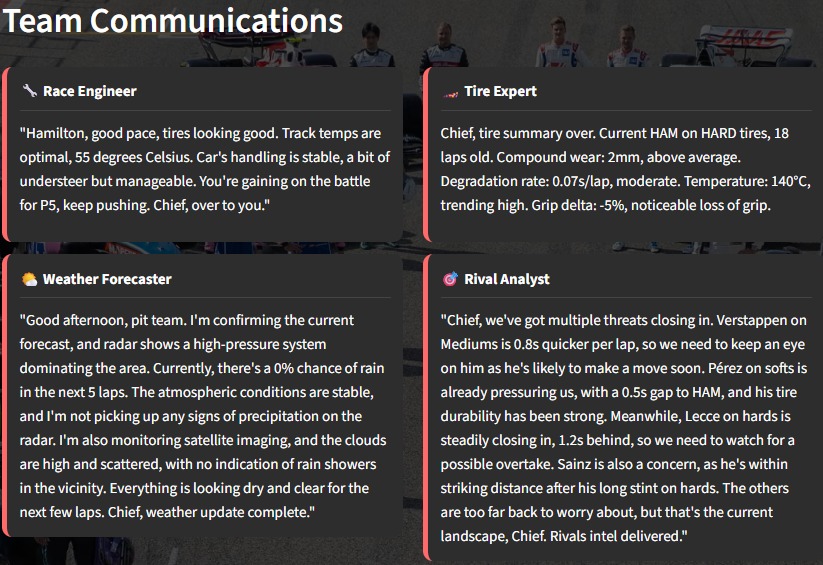 Team Communications
Race Engineer
"Hamilton, good pace, tires looking good. Track temps are
optimal, 55 degrees Celsius. Car's handling is stable, a bit of
understeer but manageable. You're gaining on the battle
for P5, keep pushing. Chief, over to you."
Tire Expert
Chief, tire summary over. Current HAM on HARD tires, 18
laps old. Compound wear: 2mm, above average.
Degradation rate: 0.07s/lap, moderate. Temperature: 140°C,
trending high. Grip delta: -5%, noticeable loss of grip.
Weather Forecaster
"Good afternoon, pit team. I'm confirming the current
forecast, and radar shows a high-pressure system
dominating the area. Currently, there's a 0% chance of rain
in the next 5 laps. The atmospheric conditions are stable,
and I'm not picking up any signs of precipitation on the
radar. I'm also monitoring satellite imaging, and the clouds
are high and scattered, with no indication of rain showers
in the vicinity. Everything is looking dry and clear for the
next few laps. Chief, weather update complete."
Rival Analyst
"Chief, we've got multiple threats closing in. Verstappen on
Mediums is 0.8s quicker per lap, so we need to keep an eye
on him as he's likely to make a move soon. Pérez on softs is
already pressuring us, with a 0.5s gap to HAM, and his tire
durability has been strong. Meanwhile, Lecce on hards is
steadily closing in, 1.2s behind, so we need to watch for a
possible overtake. Sainz is also a concern, as he's within
striking distance after his long stint on hards. The others
are too far back to worry about, but that's the current
landscape, Chief. Rivals intel delivered."